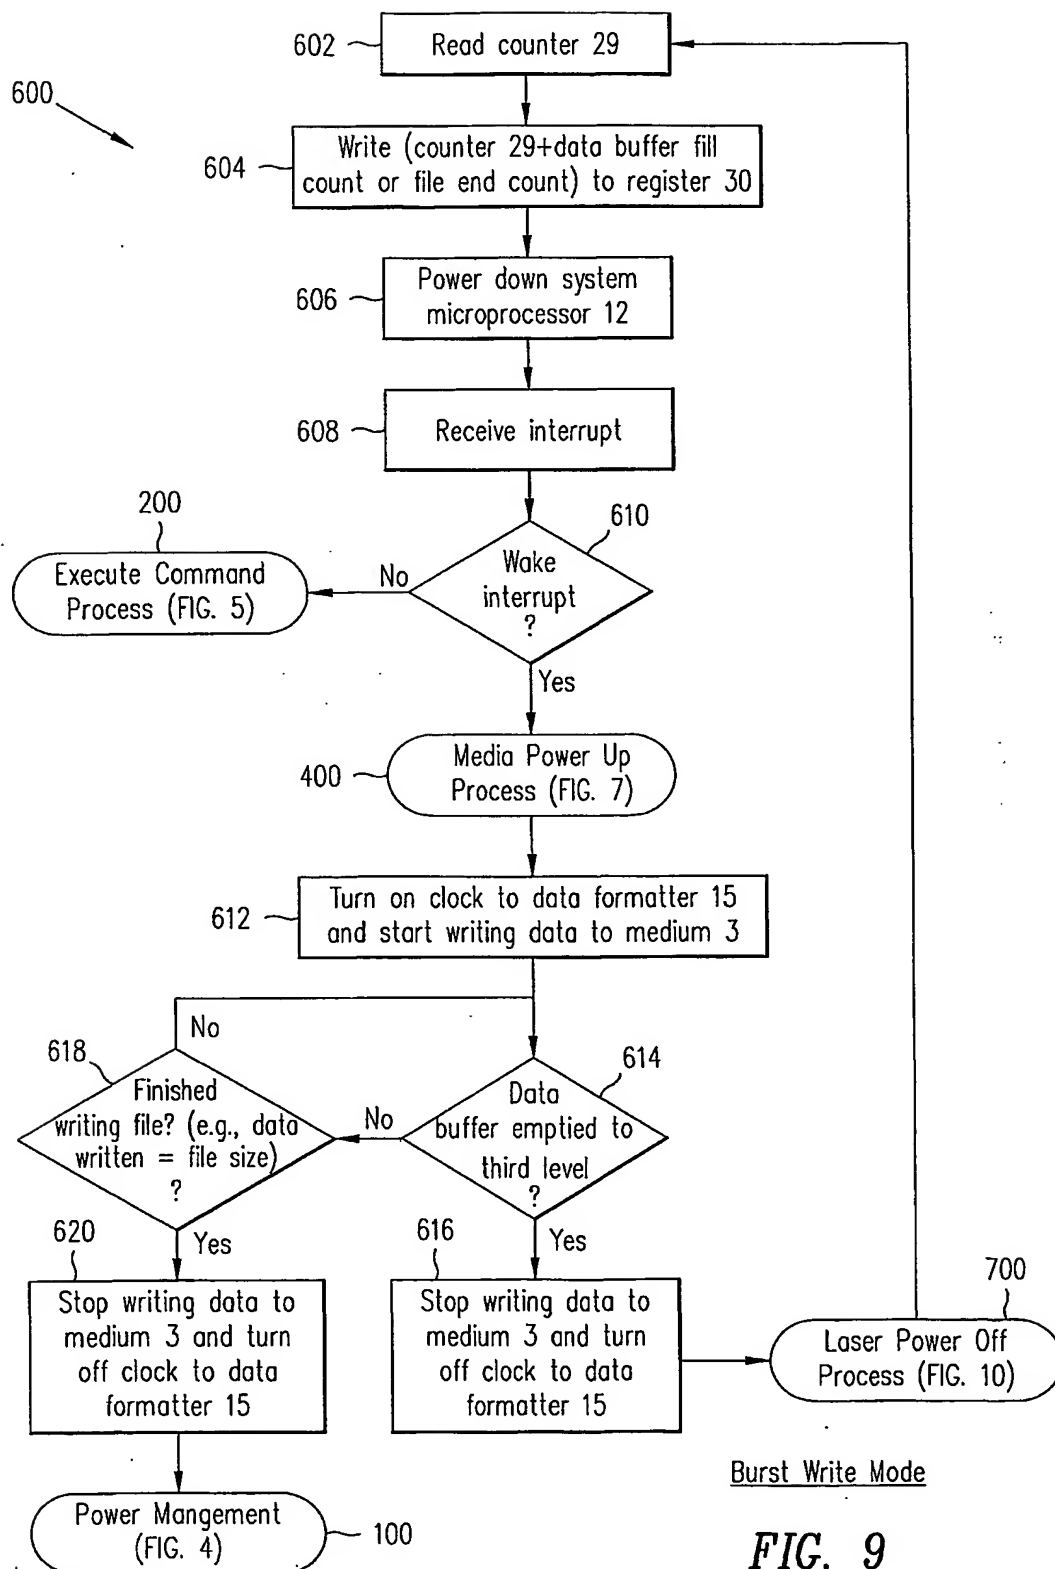 602
Read counter 29
600
604
Write (counter 29+data buffer fill
count or file end count) to register 30
606
Power down system
microprocessor 12
608
Receive interrupt
200
610
Execute Command
Process (FIG. 5)
No
Wake
interrupt
?
Yes
400
Media Power Up
Process (FIG. 7)
612
Turn on clock to data formatter 15
and start writing data to medium 3
No
618
614
Finished
writing file? (e.g., data
written = file size)
?
No
Data
buffer emptied to
third level
?
620
Yes
616
Yes
700
Stop writing data to
medium 3 and turn
off clock to data
formatter 15
Stop writing data to
medium 3 and turn
off clock to data
formatter 15
Laser Power Off
Process (FIG. 10)
Burst Write Mode
Power Mangement
(FIG. 4)
100
FIG. 9